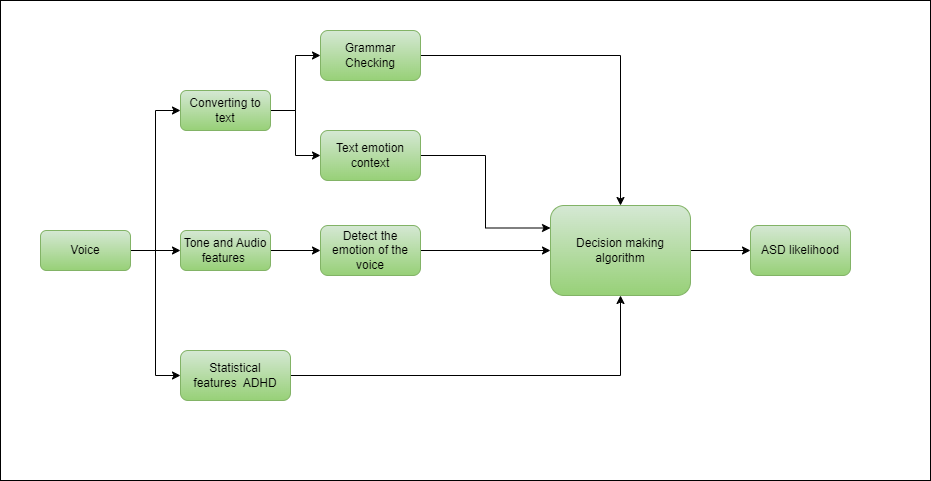 Grammar
Checking
Converting to
text
Text emotion
context
Voice
Tone and Audio
features
Detect the
emotion of the
voice
Decision making
algorithm
ASD likelihood
Statistical
features ADHD